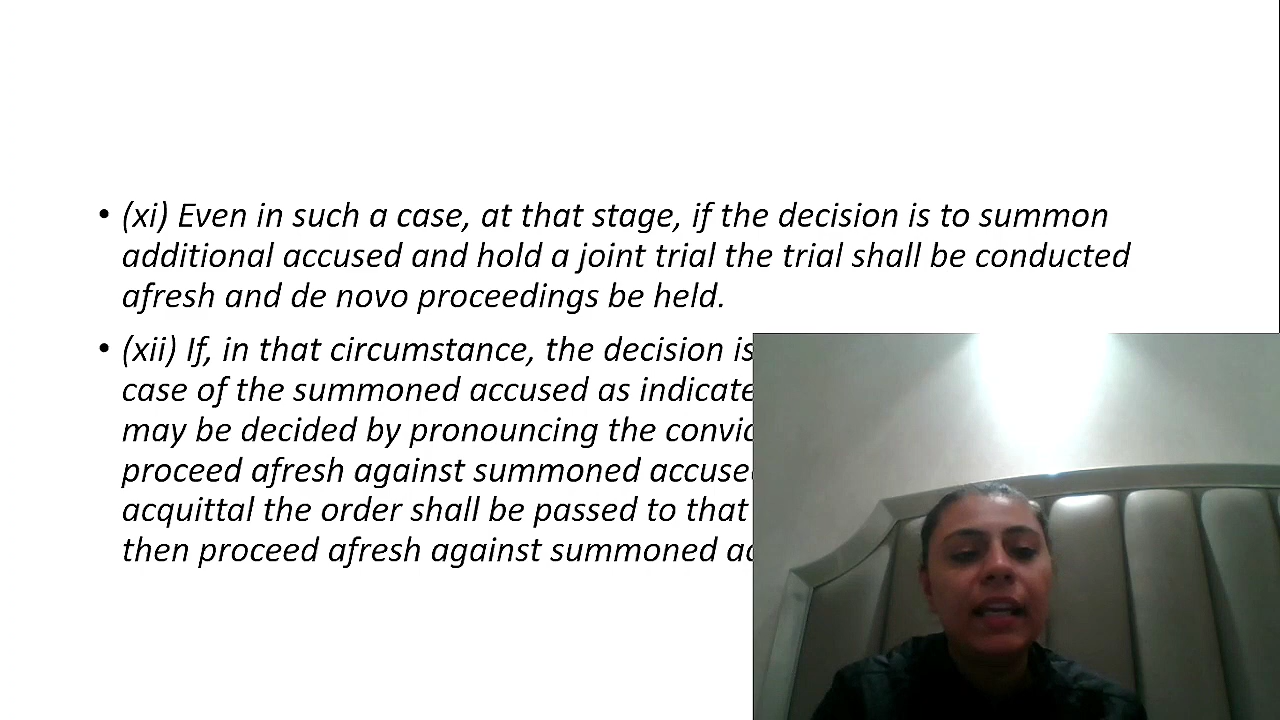 • (xi) Even in such a case, at that stage, if the decision is to summon
additional accused and hold a joint trial the trial shall be conducted
afresh and de novo proceedings be held.
• (xii) If, in that circumstance, the decision is
case of the summoned accused as indicate
may be decided by pronouncing the convic
proceed afresh against summoned accuse
acquittal the order shall be passed to that
then proceed afresh against summoned ac